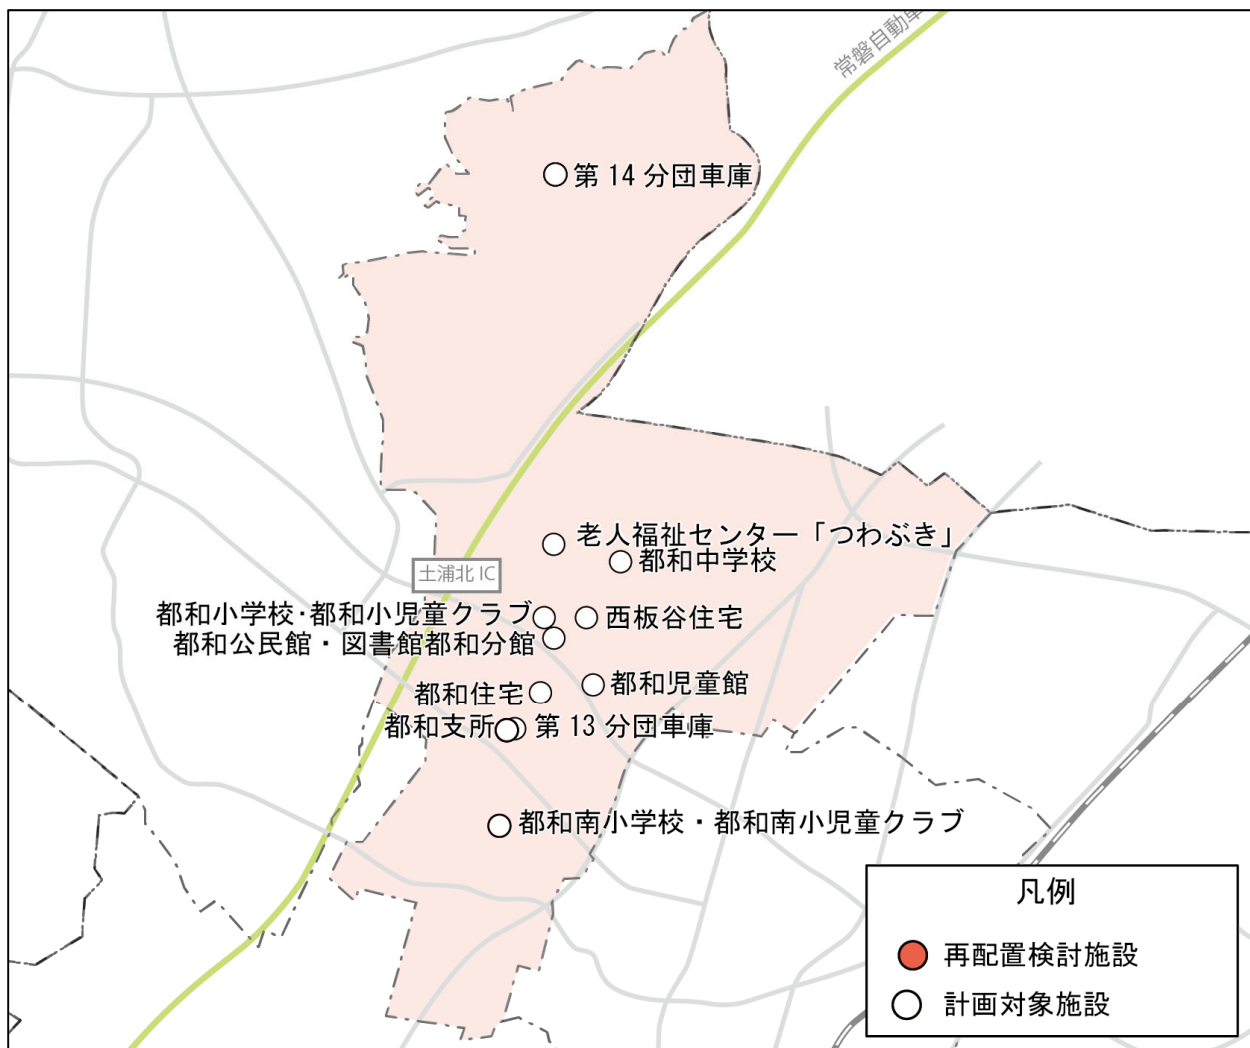 常磐自動車
第 14 分団車庫
老人福祉センター「つわぶき」
都和中学校
土浦北 IC
都和小学校・都和小児童クラブ
西板谷住宅
都和公民館・図書館都和分館
都和児童館
都和住宅
都和支所
第 13 分団車庫
都和南小学校・都和南小児童クラブ
凡例
再配置検討施設
計画対象施設